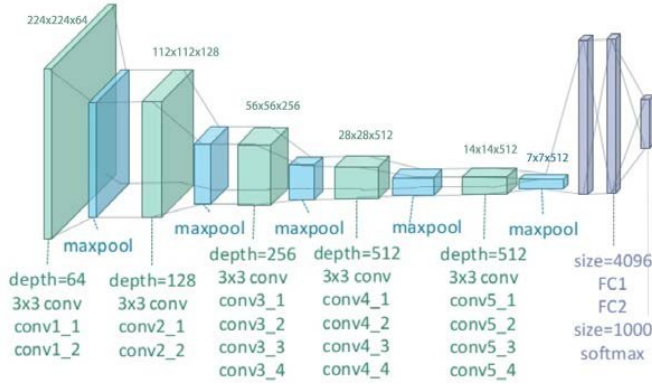 224x224x64
112x112x128
56x56x256
28x28x512
14x14x512
7x7x512
maxpool
maxpool
maxpool
maxpool
maxpool
depth=64
3x3 conv
conv1_1
conv1_2
depth=128
3x3 conv
conv2_1
conv2_2
depth=256
3x3 conv
conv3_1
conv3_2
conv3_3
conv3_4
depth=512
3x3 conv
conv4_1
conv4_2
conv4_3
conv4_4
depth=512
3x3 conv
conv5_1
conv5_2
conv5_3
conv5_4
size=4096
FC1
FC2
size=1000
softmax